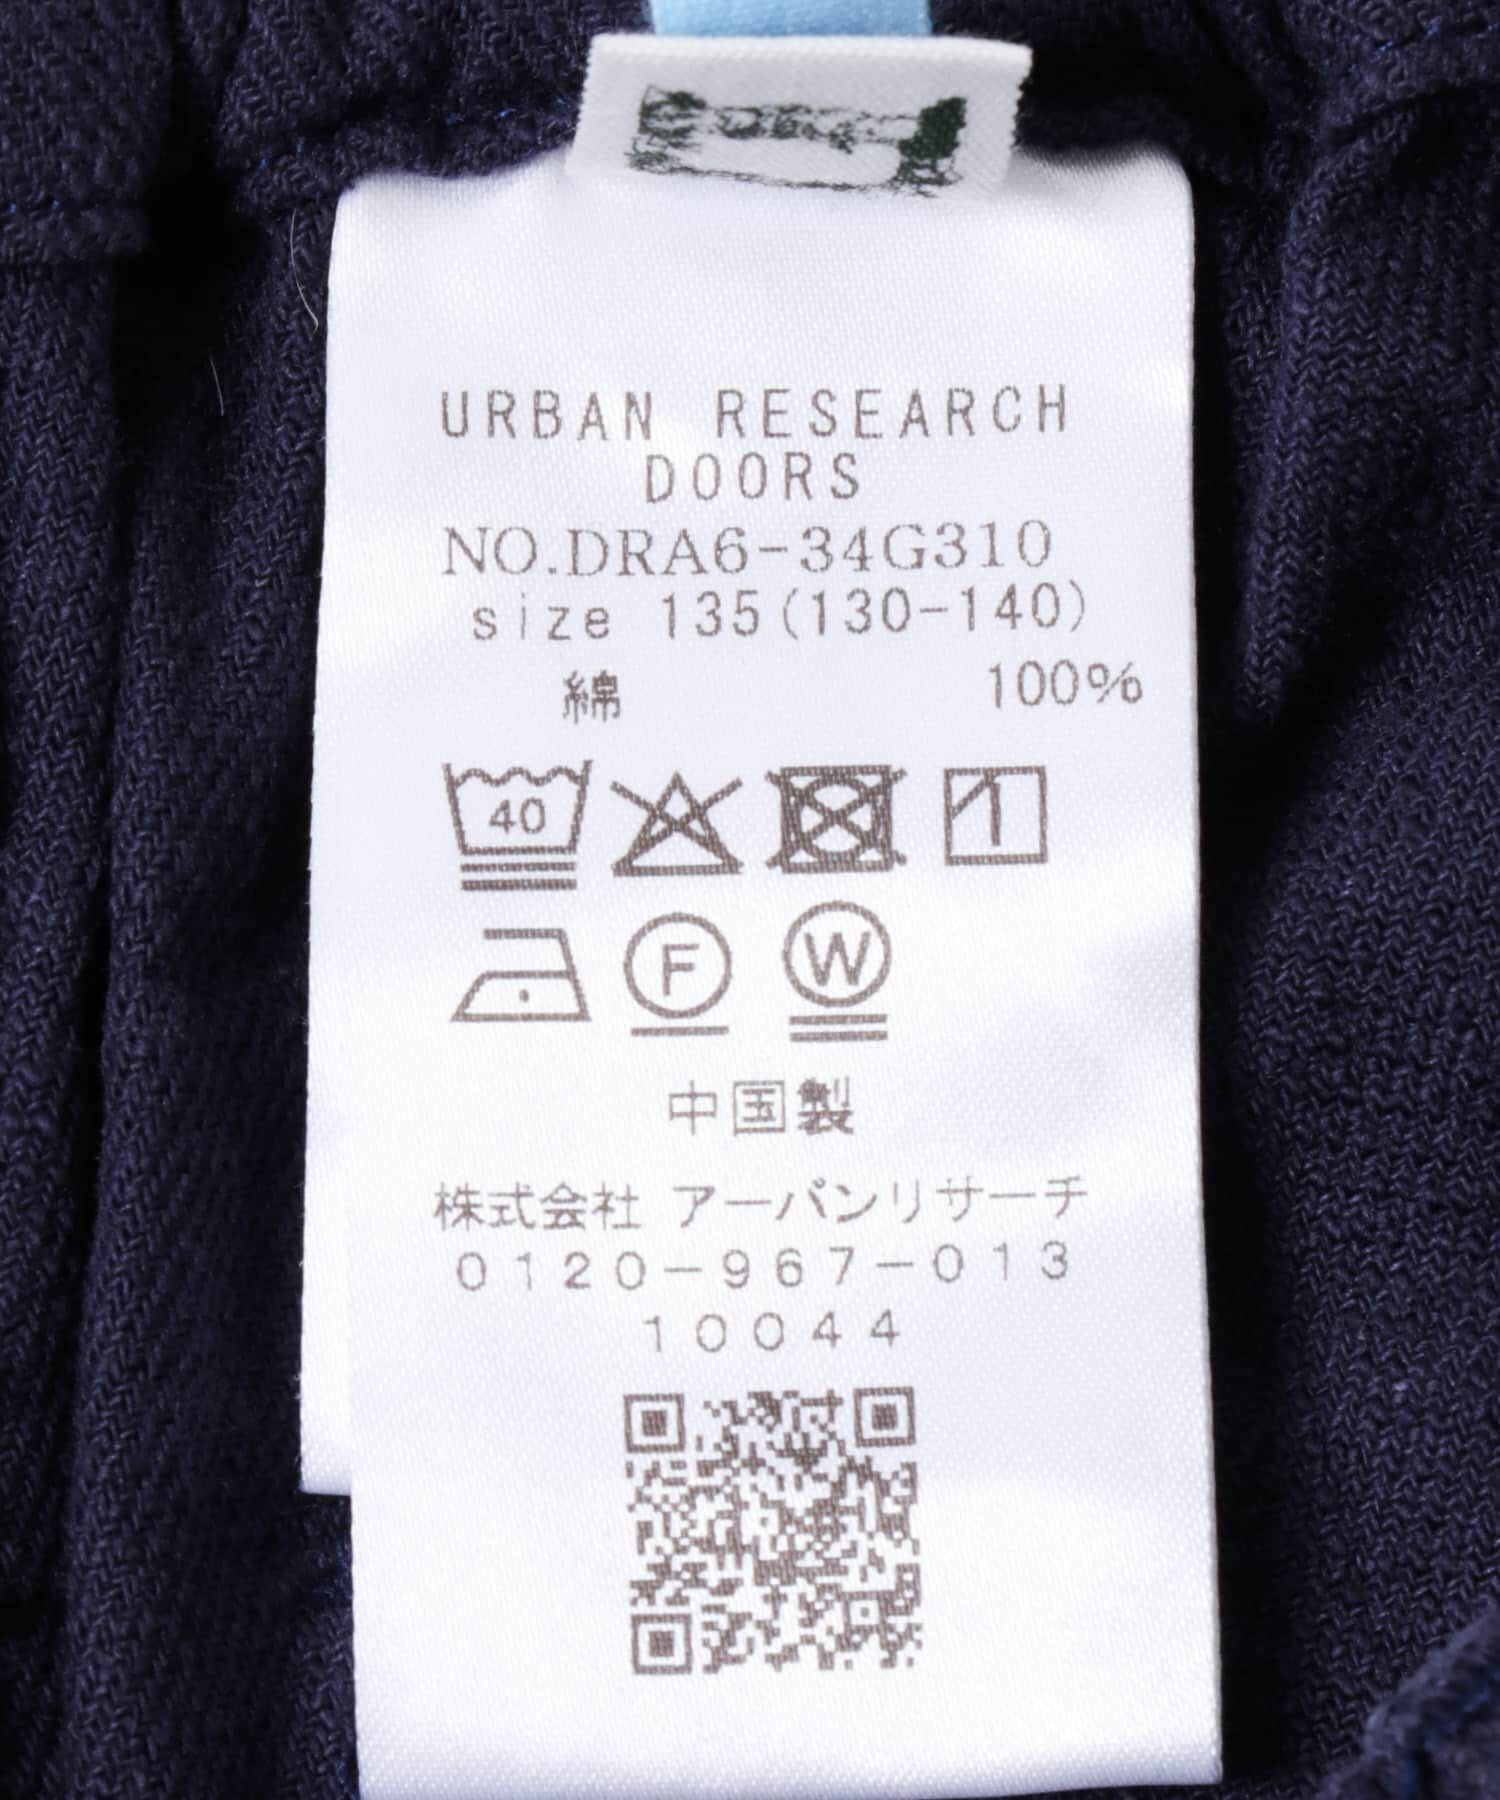 URBAN RESEARCH
DOORS
NO.DRA6-34G310
size 135(130-140)
綿 100%
40
F W
中国製
株式会社 アーバンリサーチ
0120-967-013
10044